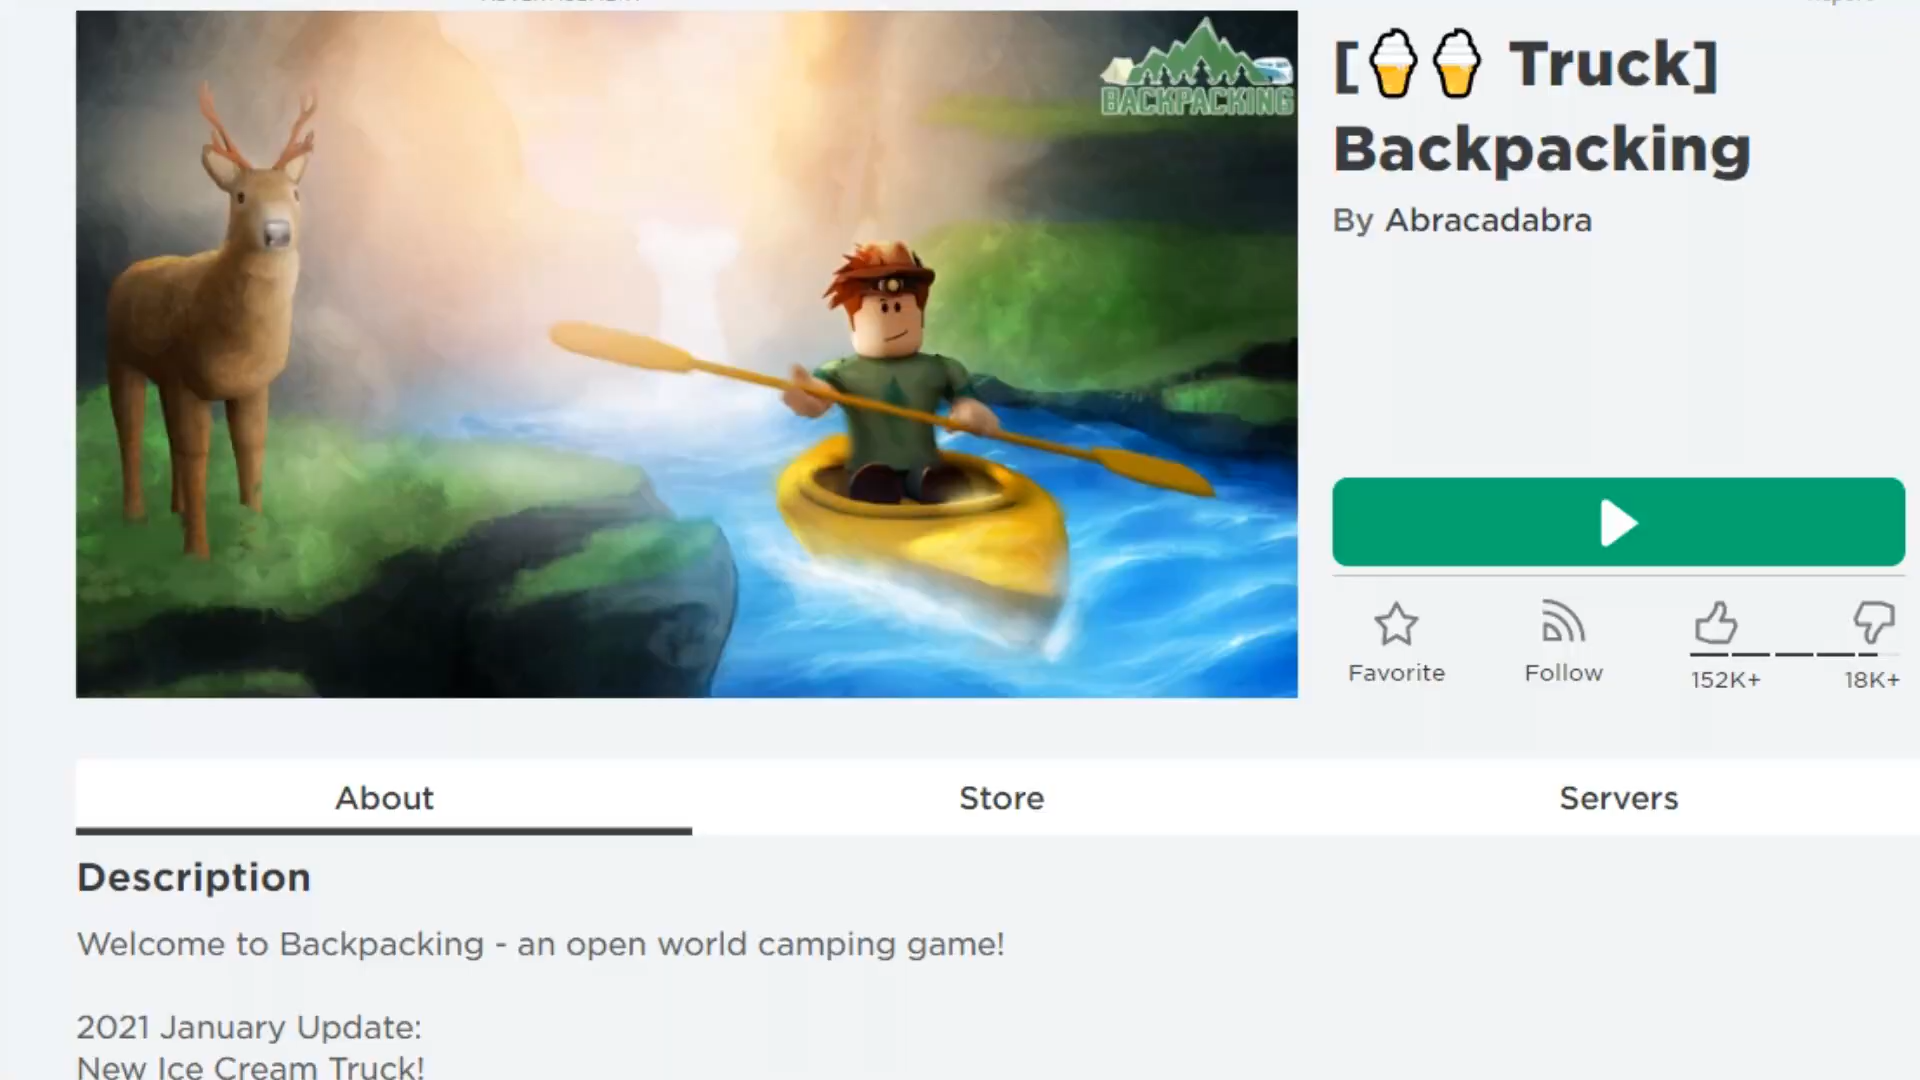 BACKPACKING
[🍦🍦 Truck]
Backpacking
By Abracadabra
Favorite
Follow
152K+
18K+
About
Store
Servers
Description
Welcome to Backpacking - an open world camping game!
2021 January Update:
New Ice Cream Truck!